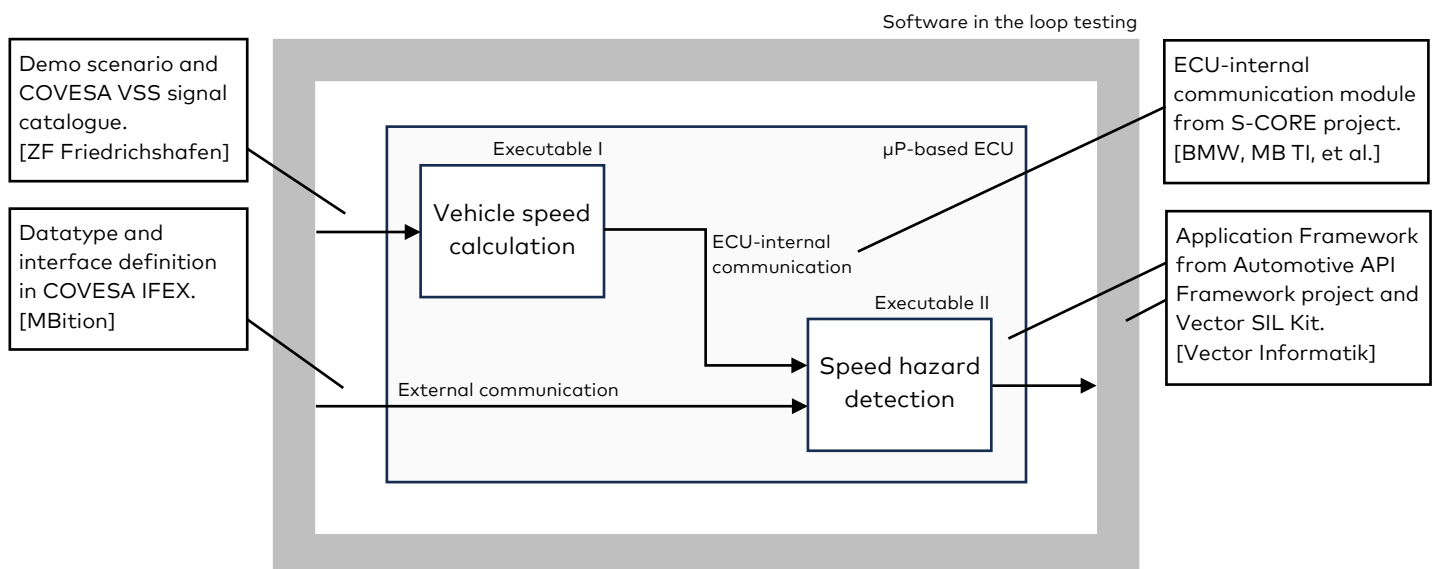 Software in the loop testing
Demo scenario and
COVESA VSS signal
catalogue.
[ZF Friedrichshafen]
Datatype and
interface definition
in COVESA IFEX.
[MBition]
Executable I
µP-based ECU
Vehicle speed
calculation
ECU-internal
communication
Executable II
Speed hazard
detection
External communication
ECU-internal
communication module
from S-CORE project.
[BMW, MB TI, et al.]
Application Framework
from Automotive API
Framework project and
Vector SIL Kit.
[Vector Informatik]